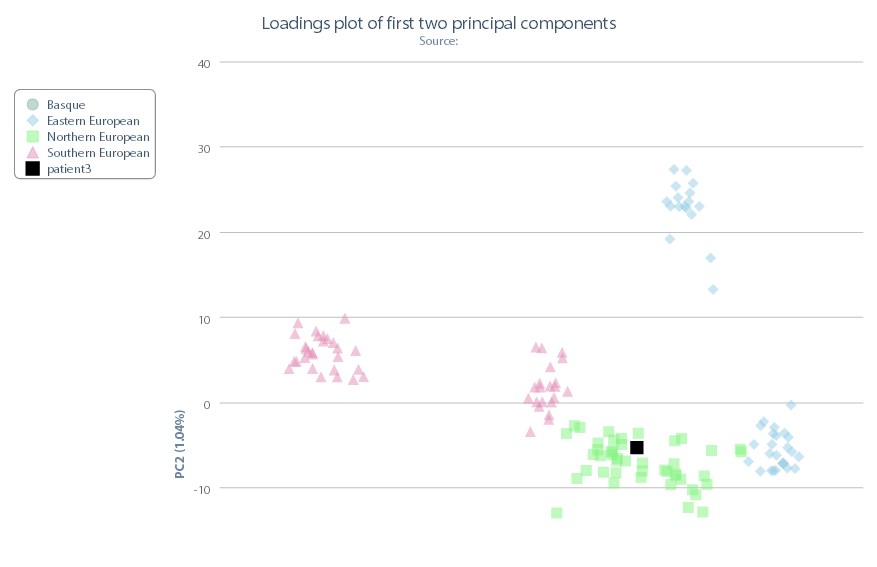 Loadings plot of first two principal components
Source:
Basque
Eastern European
Northern European
Southern European
patient3
40
30
20
10
0
-10
PC2 (1.04%)